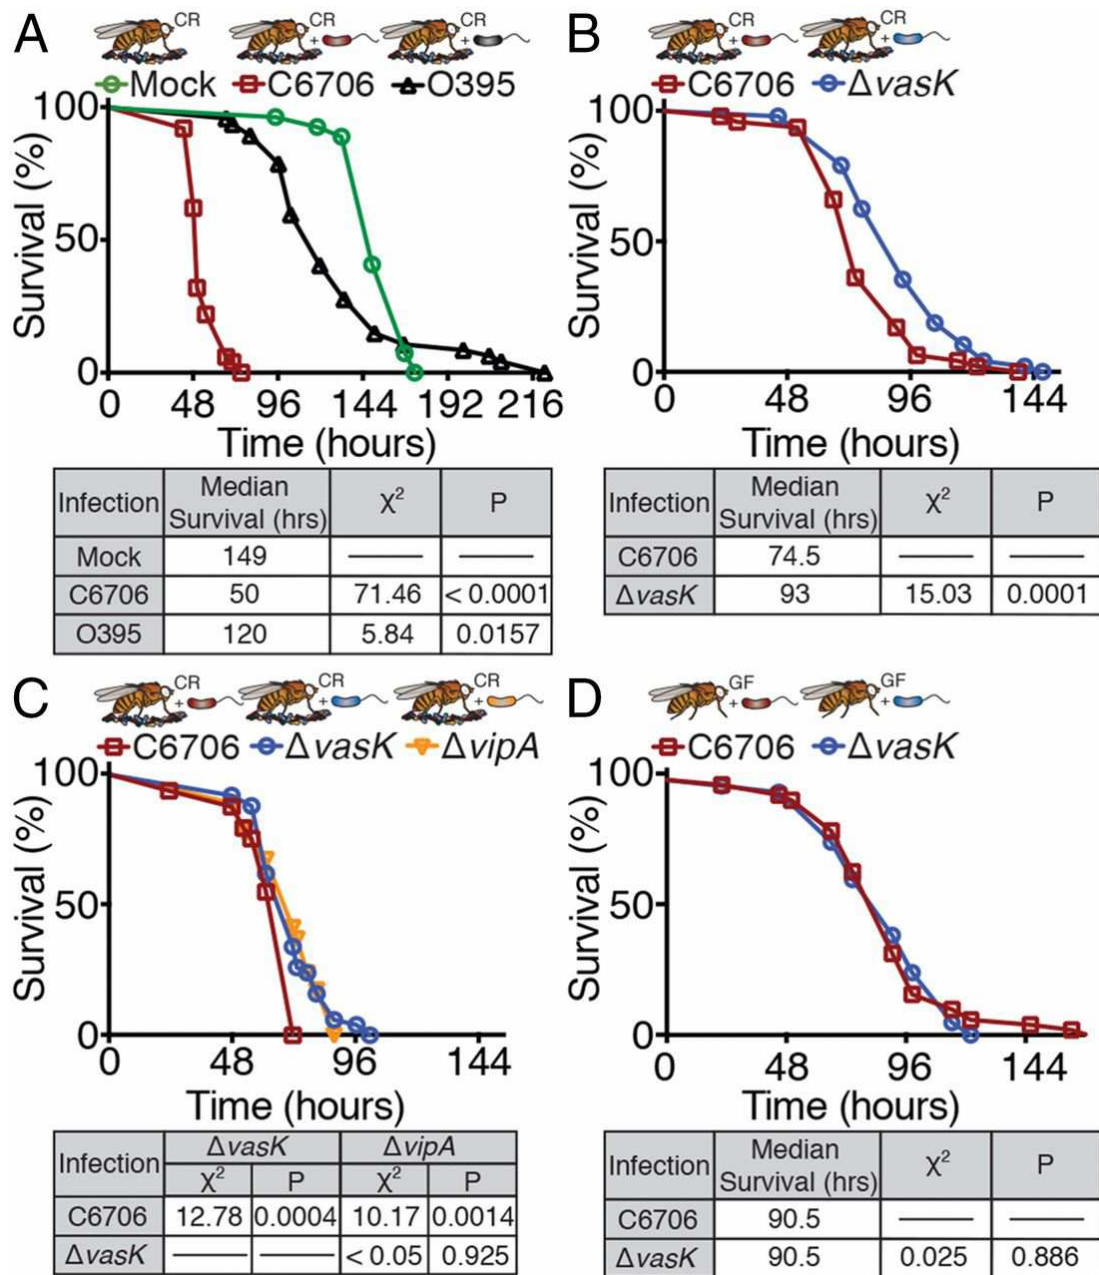 A
CR
CR
+
CR
+
Mock C6706 O395
Survival (%)
100
50
0
0 48 96 144 192 216
Time (hours)
Infection Median Survival (hrs) χ² P
Mock 149 —— ——
C6706 50 71.46 < 0.0001
O395 120 5.84 0.0157
B
CR
+
CR
+
C6706 ΔvasK
Survival (%)
100
50
0
0 48 96 144
Time (hours)
Infection Median Survival (hrs) χ² P
C6706 74.5 —— ——
ΔvasK 93 15.03 0.0001
C
CR
+
CR
+
CR
+
C6706 ΔvasK ΔvipA
Survival (%)
100
50
0
0 48 96 144
Time (hours)
Infection ΔvasK ΔvipA
χ² P χ² P
C6706 12.78 0.0004 10.17 0.0014
ΔvasK —— —— < 0.05 0.925
D
GF
+
GF
+
C6706 ΔvasK
Survival (%)
100
50
0
0 48 96 144
Time (hours)
Infection Median Survival (hrs) χ² P
C6706 90.5 —— ——
ΔvasK 90.5 0.025 0.886